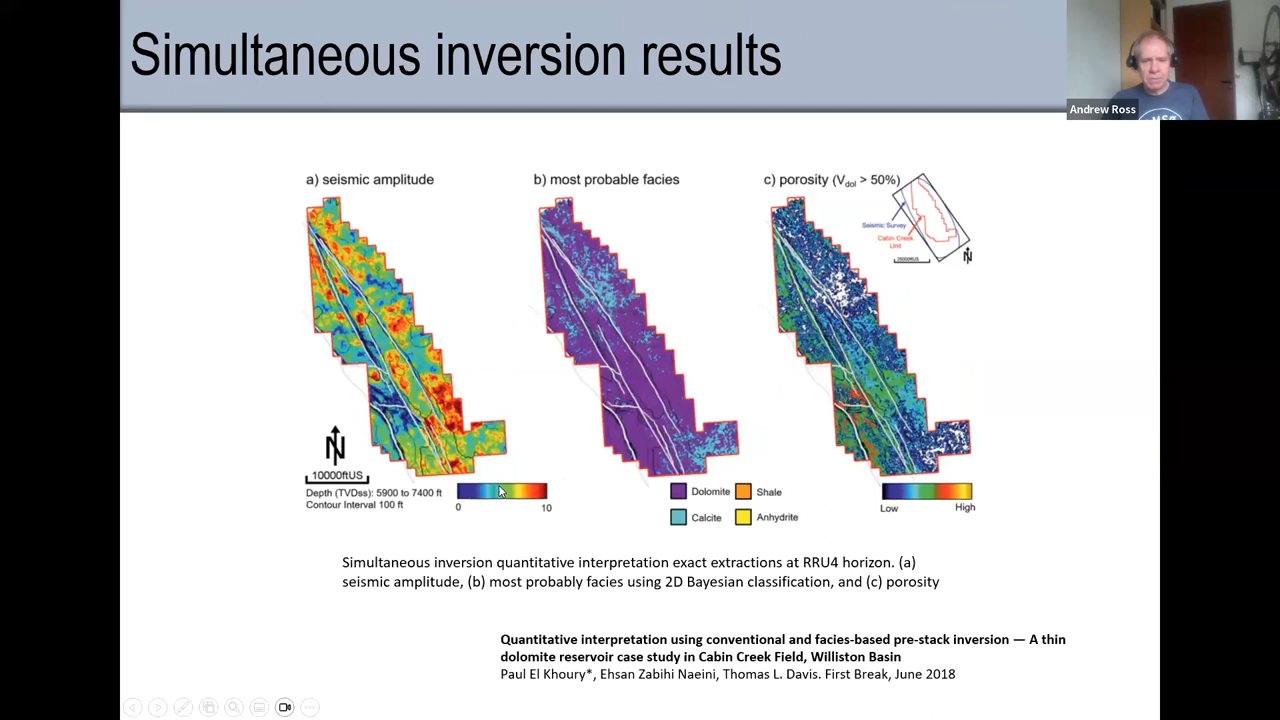 Simultaneous inversion results
Andrew Ross
a) seismic amplitude
b) most probable facies
c) porosity (Vdol > 50%)
Seismic Survey
Cabin Creek
Unit
25000ftUS
N
N
10000ftUS
Depth (TVDss): 5900 to 7400 ft
Contour Interval 100 ft
0 10
Dolomite Shale
Calcite Anhydrite
Low High
Simultaneous inversion quantitative interpretation exact extractions at RRU4 horizon. (a)
seismic amplitude, (b) most probably facies using 2D Bayesian classification, and (c) porosity
Quantitative interpretation using conventional and facies-based pre-stack inversion — A thin
dolomite reservoir case study in Cabin Creek Field, Williston Basin
Paul El Khoury*, Ehsan Zabihi Naeini, Thomas L. Davis. First Break, June 2018